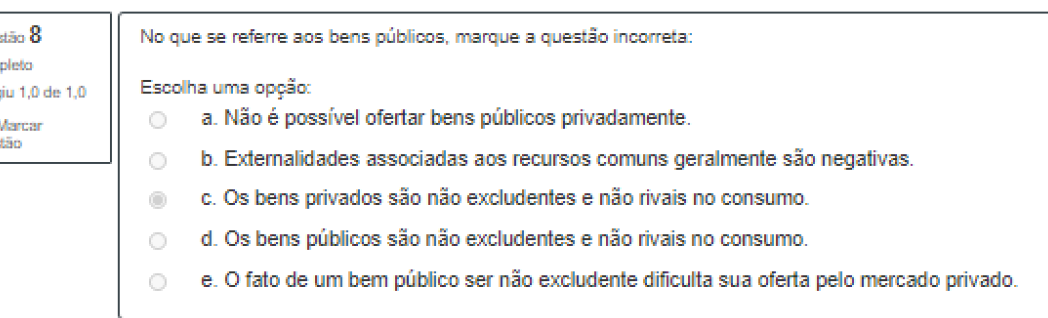 stão 8
pleto
giu 1,0 de 1,0
Marcar
tão
No que se referre aos bens públicos, marque a questão incorreta:
Escolha uma opção:
a. Não é possível ofertar bens públicos privadamente.
b. Externalidades associadas aos recursos comuns geralmente são negativas.
c. Os bens privados são não excludentes e não rivais no consumo.
d. Os bens públicos são não excludentes e não rivais no consumo.
e. O fato de um bem público ser não excludente dificulta sua oferta pelo mercado privado.